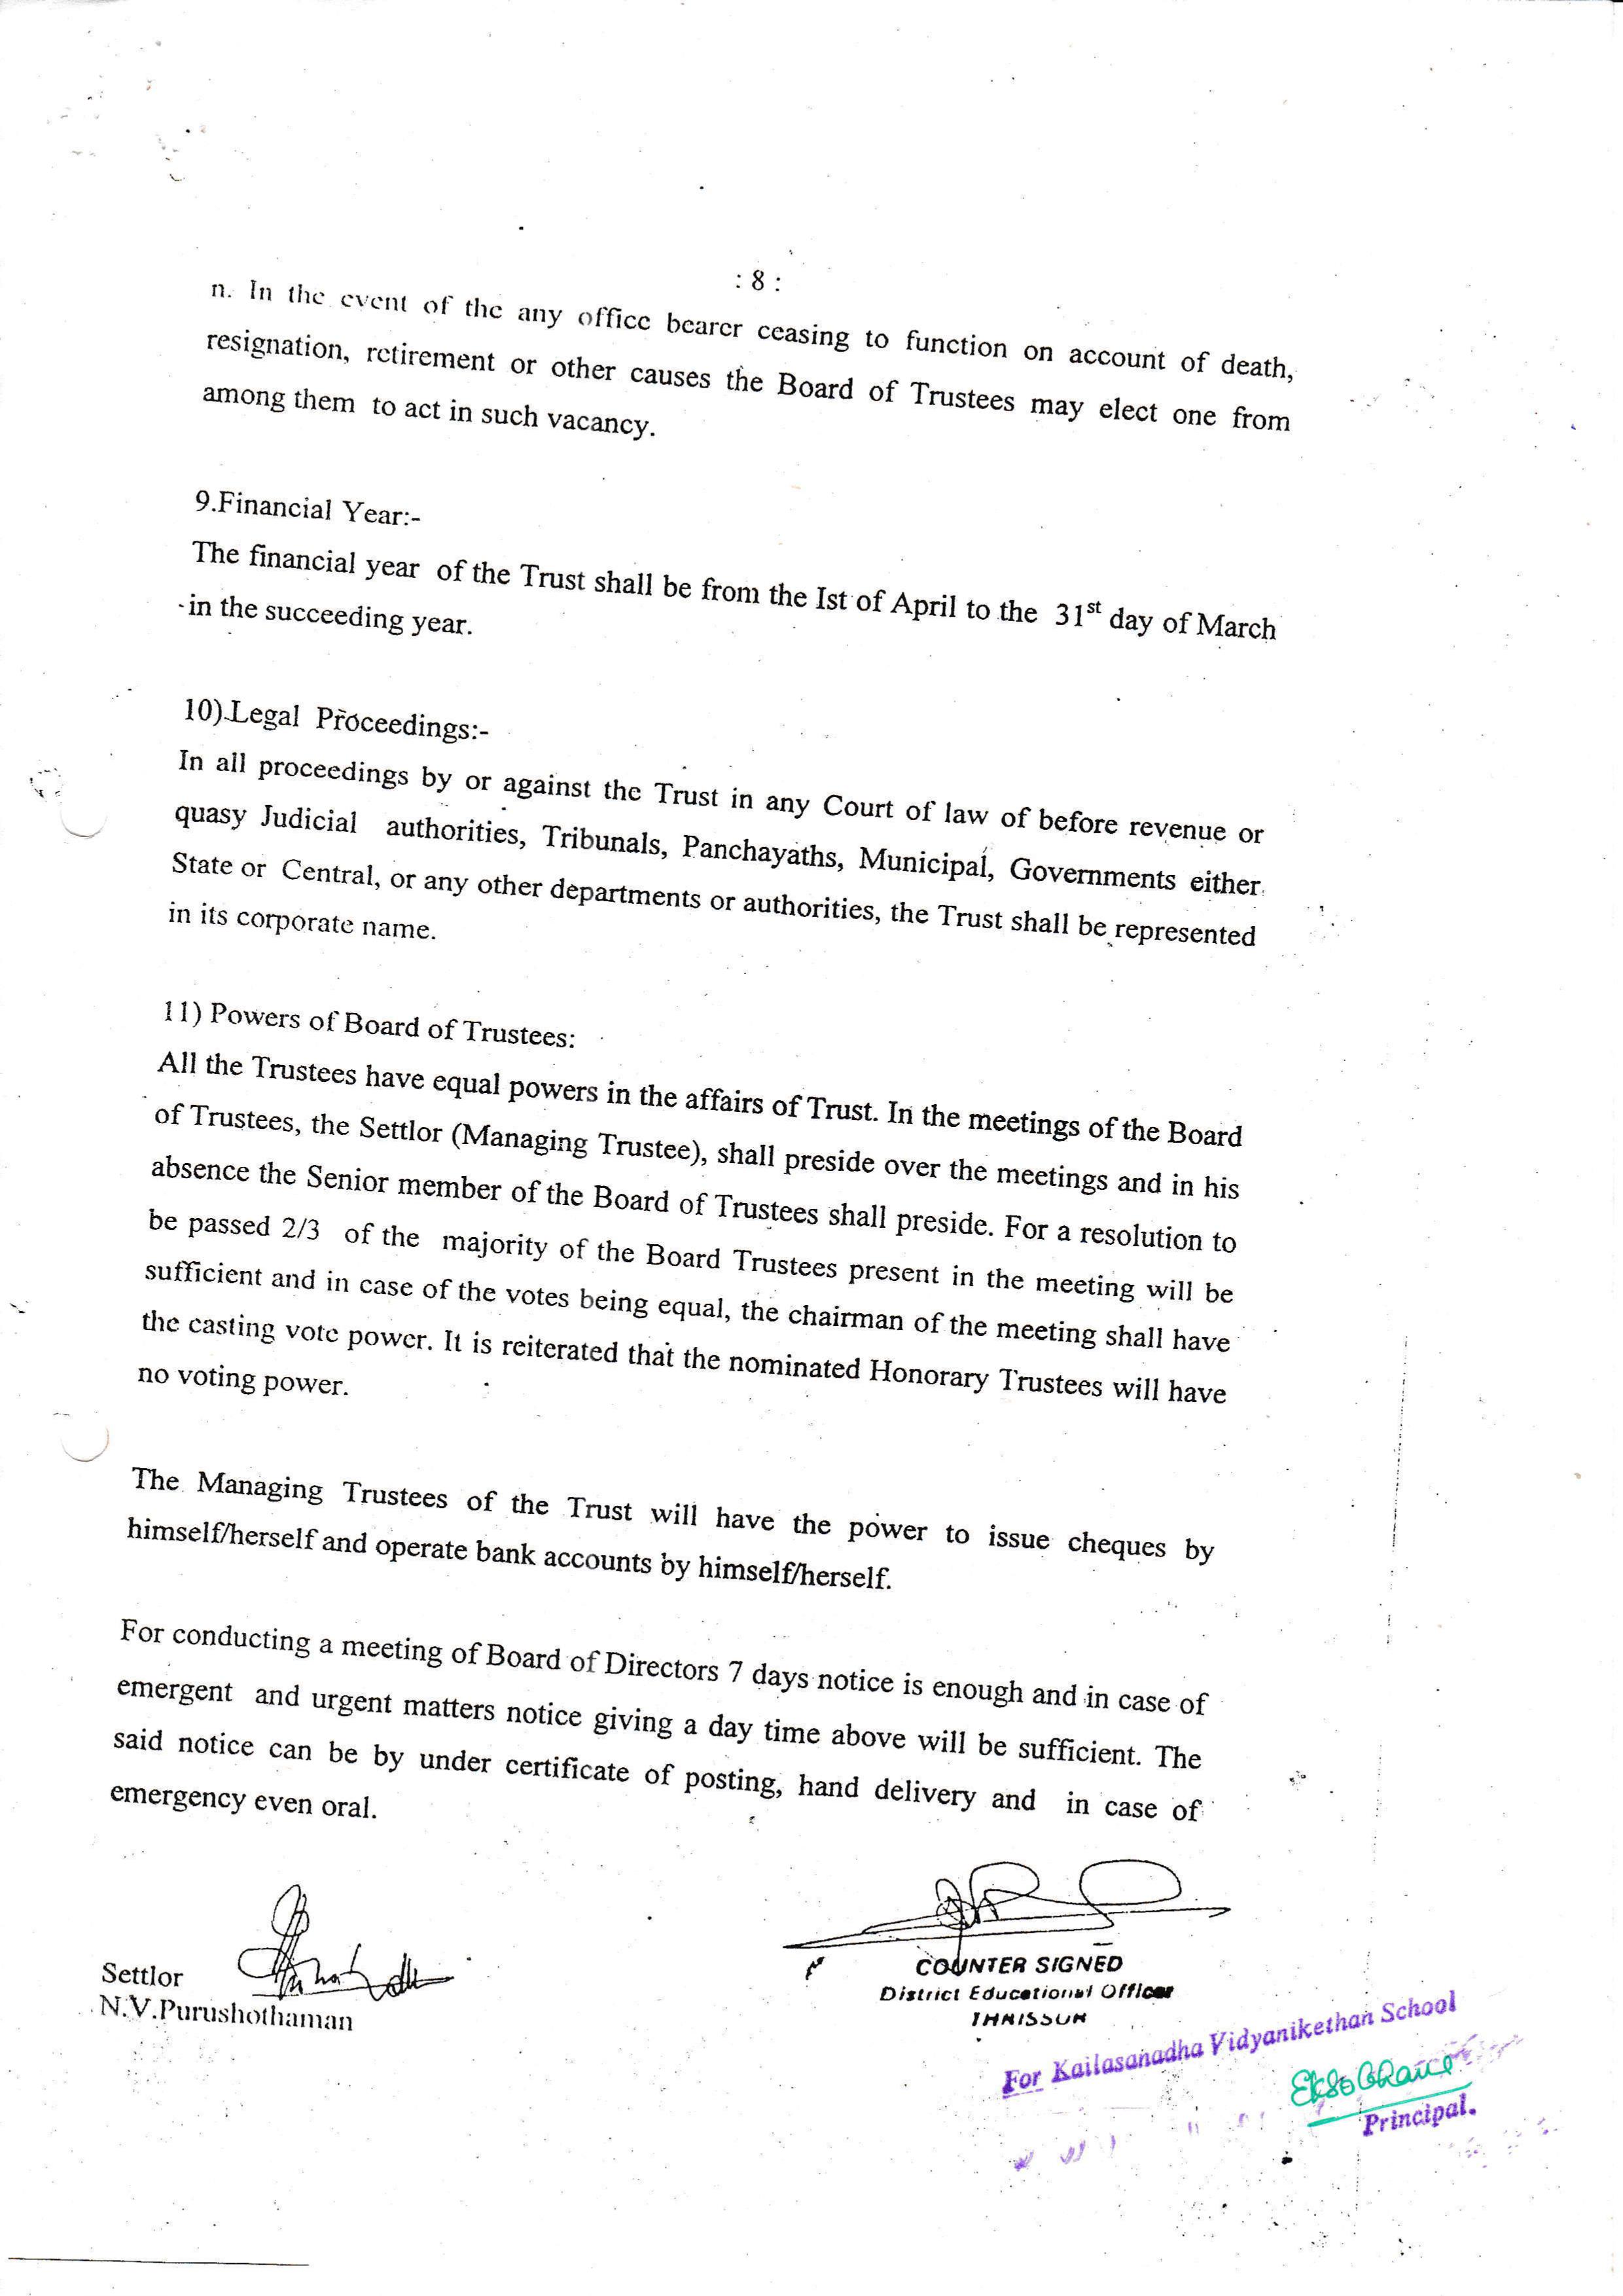 : 8 :
n. In the event of the any office bearer ceasing to function on account of death,
resignation, retirement or other causes the Board of Trustees may elect one from
among them to act in such vacancy.
9.Financial Year:-
The financial year of the Trust shall be from the Ist of April to the 31st day of March
in the succeeding year.
10).Legal Proceedings:-
In all proceedings by or against the Trust in any Court of law of before revenue or
quasy Judicial authorities, Tribunals, Panchayaths, Municipal, Governments either
State or Central, or any other departments or authorities, the Trust shall be represented
in its corporate name.
11) Powers of Board of Trustees:
All the Trustees have equal powers in the affairs of Trust. In the meetings of the Board
of Trustees, the Settlor (Managing Trustee), shall preside over the meetings and in his
absence the Senior member of the Board of Trustees shall preside. For a resolution to
be passed 2/3 of the majority of the Board Trustees present in the meeting will be
sufficient and in case of the votes being equal, the chairman of the meeting shall have
the casting vote power. It is reiterated that the nominated Honorary Trustees will have
no voting power.
The Managing Trustees of the Trust will have the power to issue cheques by
himself/herself and operate bank accounts by himself/herself.
For conducting a meeting of Board of Directors 7 days notice is enough and in case of
emergent and urgent matters notice giving a day time above will be sufficient. The
said notice can be by under certificate of posting, hand delivery and in case of
emergency even oral.
Settlor
N.V.Purushothaman
COUNTER SIGNED
District Educational Officer
THRISSUR
For Kailasanadha Vidyanikethan School
Principal.